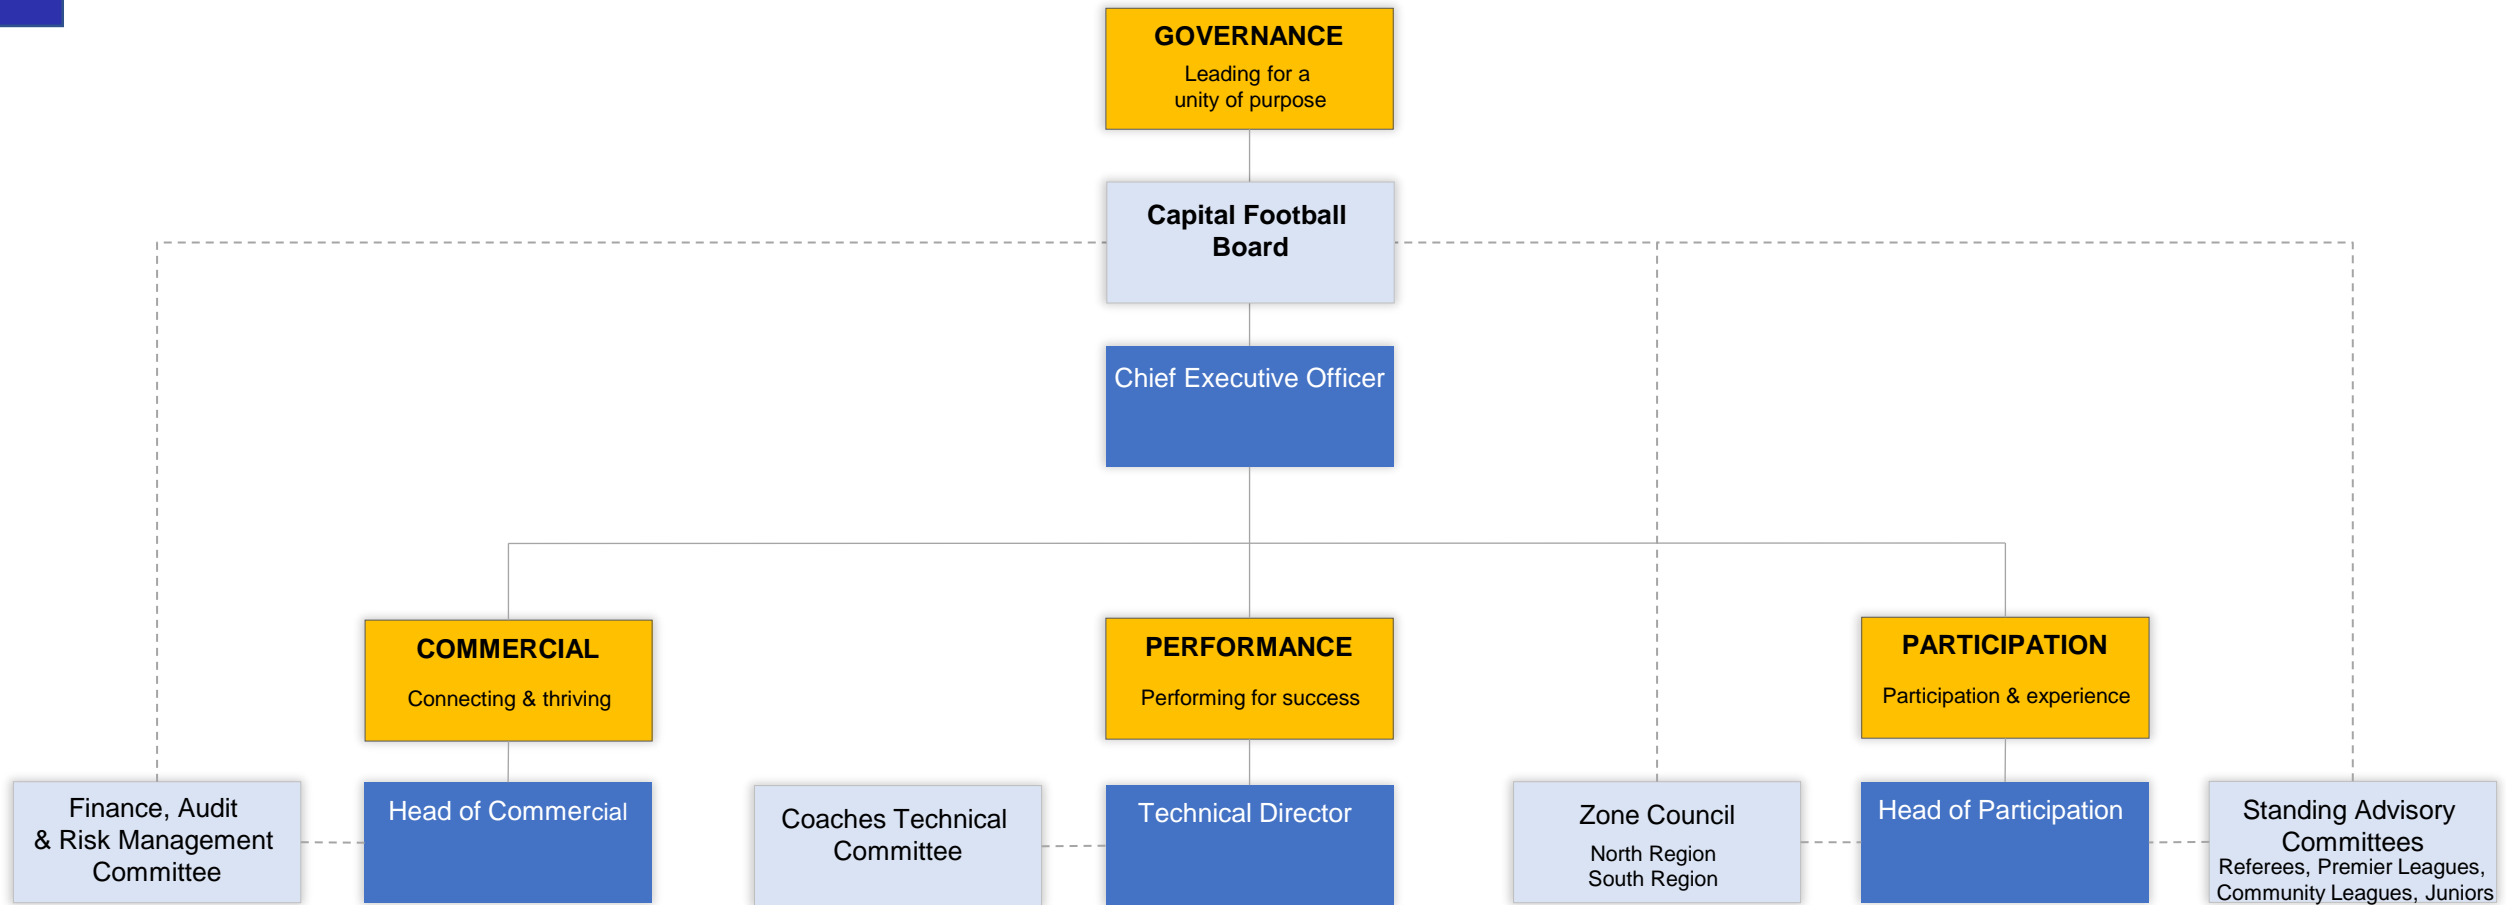 GOVERNANCE
Leading for a
unity of purpose
Capital Football
Board
Chief Executive Officer
COMMERCIAL
Connecting & thriving
PERFORMANCE
Performing for success
PARTICIPATION
Participation & experience
Finance, Audit
& Risk Management
Committee
Head of Commercial
Coaches Technical
Committee
Technical Director
Zone Council
North Region
South Region
Head of Participation
Standing Advisory
Committees
Referees, Premier Leagues,
Community Leagues, Juniors